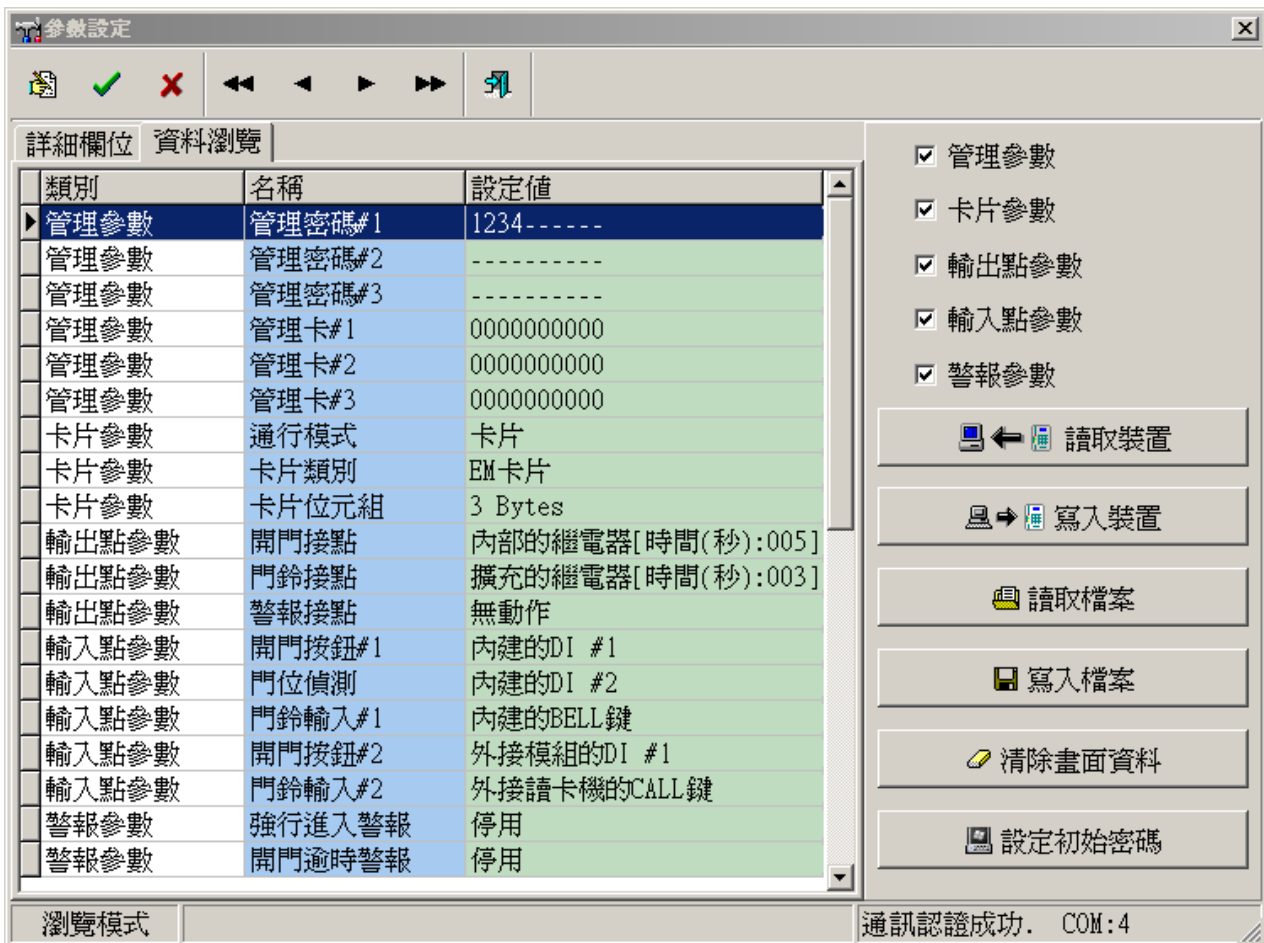 參數設定
詳細欄位 資料瀏覽
類別 名稱 設定值
管理參數 管理密碼#1 1234------
管理參數 管理密碼#2 ----------
管理參數 管理密碼#3 ----------
管理參數 管理卡#1 0000000000
管理參數 管理卡#2 0000000000
管理參數 管理卡#3 0000000000
卡片參數 通行模式 卡片
卡片參數 卡片類別 EM卡片
卡片參數 卡片位元組 3 Bytes
輸出點參數 開門接點 內部的繼電器[時間(秒):005]
輸出點參數 門鈴接點 擴充的繼電器[時間(秒):003]
輸出點參數 警報接點 無動作
輸入點參數 開門按鈕#1 內建的DI #1
輸入點參數 門位偵測 內建的DI #2
輸入點參數 門鈴輸入#1 內建的BELL鍵
輸入點參數 開門按鈕#2 外接模組的DI #1
輸入點參數 門鈴輸入#2 外接讀卡機的CALL鍵
警報參數 強行進入警報 停用
警報參數 開門逾時警報 停用
管理參數
卡片參數
輸出點參數
輸入點參數
警報參數
讀取裝置
寫入裝置
讀取檔案
寫入檔案
清除畫面資料
設定初始密碼
瀏覽模式 通訊認證成功. COM:4